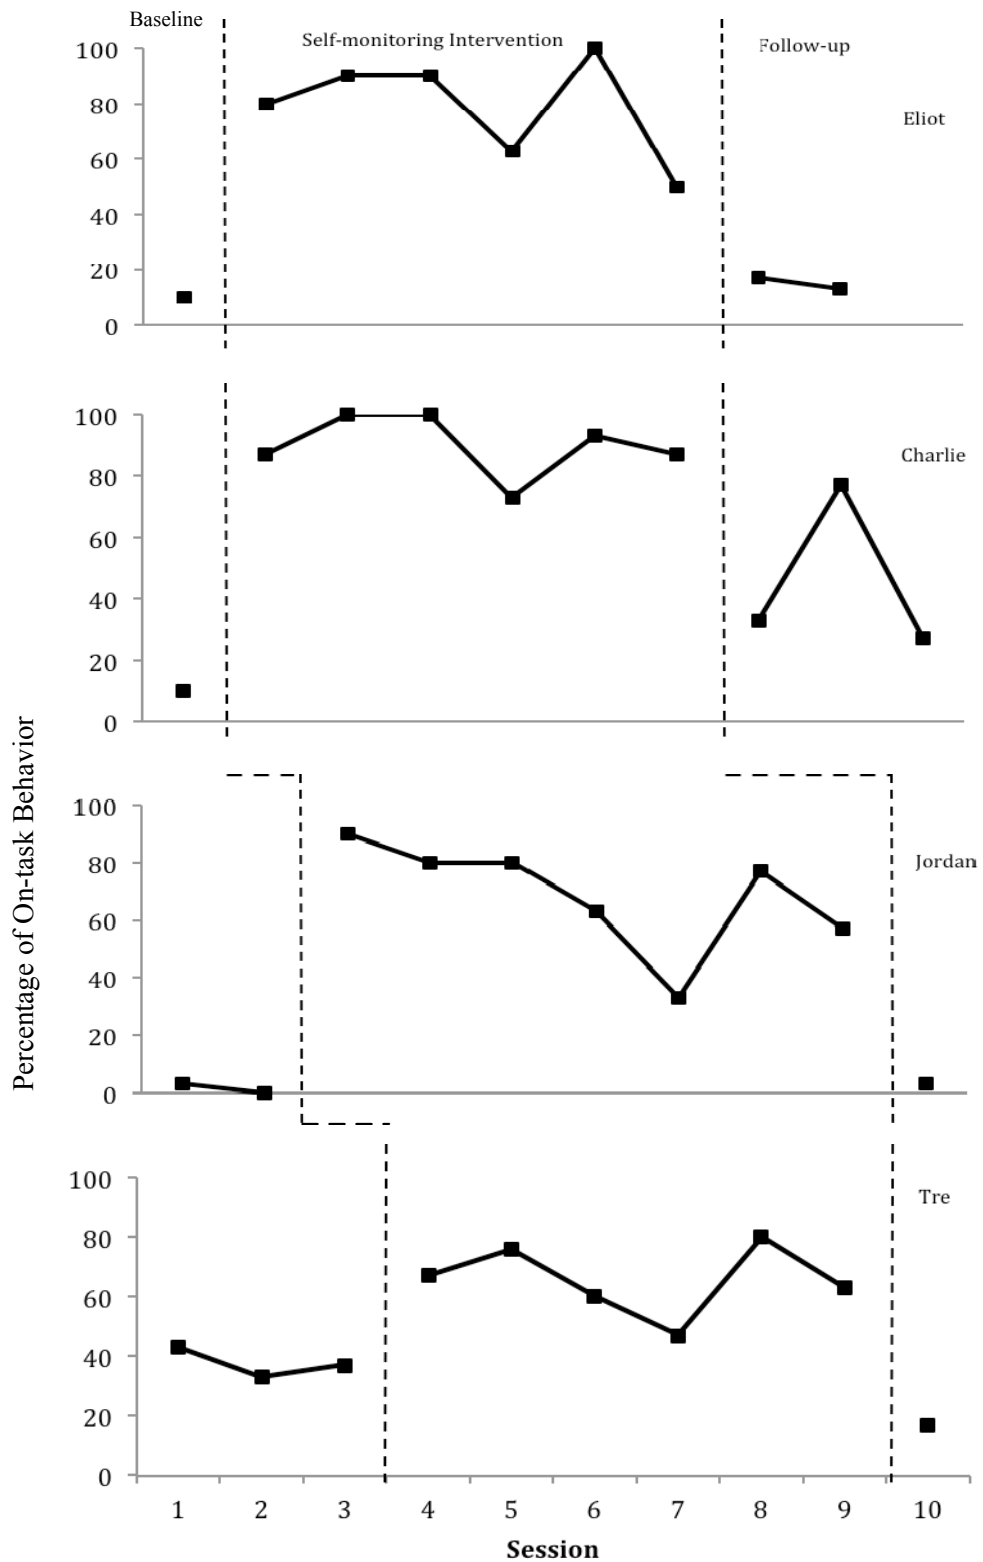 Baseline
Self-monitoring Intervention
Follow-up
100
80
60
40
20
0
Eliot
100
80
60
40
20
0
Charlie
Percentage of On-task Behavior
100
80
60
40
20
0
Jordan
100
80
60
40
20
0
Tre
1 2 3 4 5 6 7 8 9 10
Session